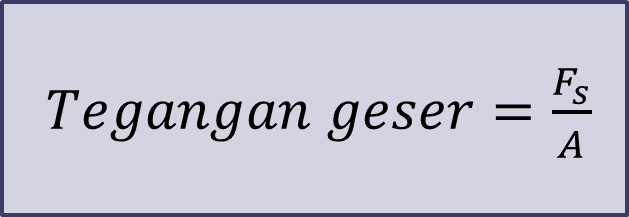 Tegangan geser = F_s/A